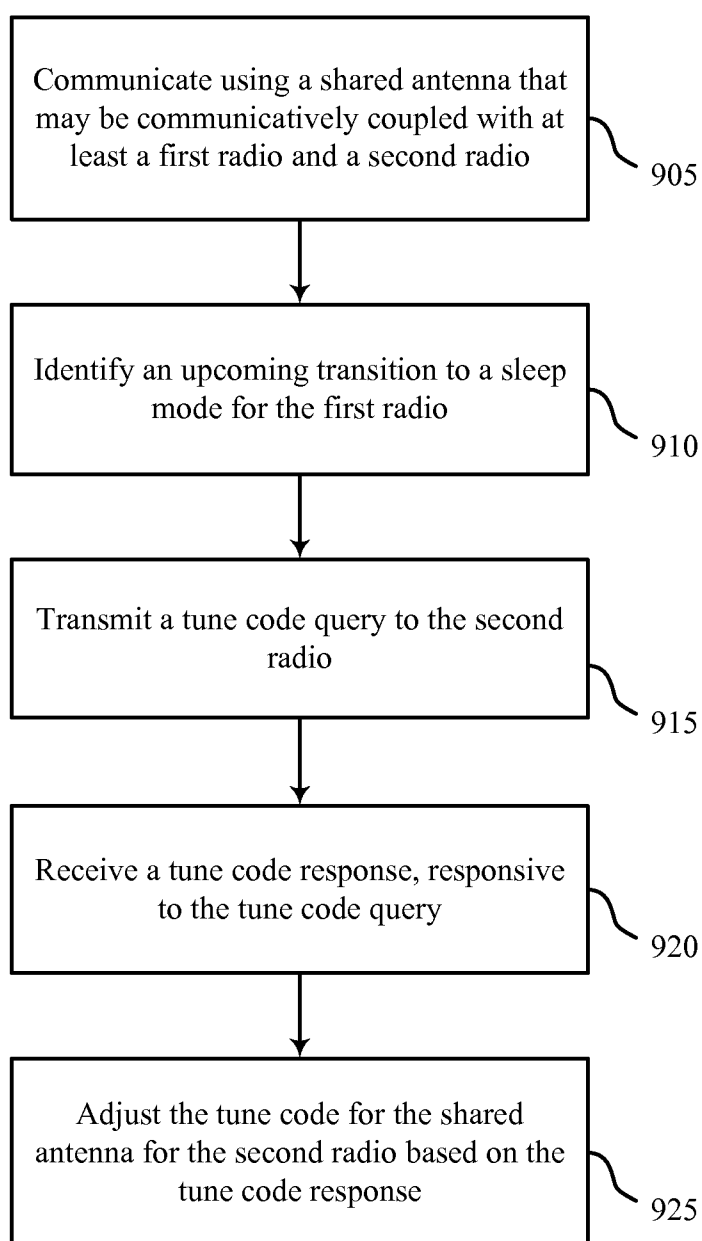 Communicate using a shared antenna that
may be communicatively coupled with at
least a first radio and a second radio
905
Identify an upcoming transition to a sleep
mode for the first radio
910
Transmit a tune code query to the second
radio
915
Receive a tune code response, responsive
to the tune code query
920
Adjust the tune code for the shared
antenna for the second radio based on the
tune code response
925